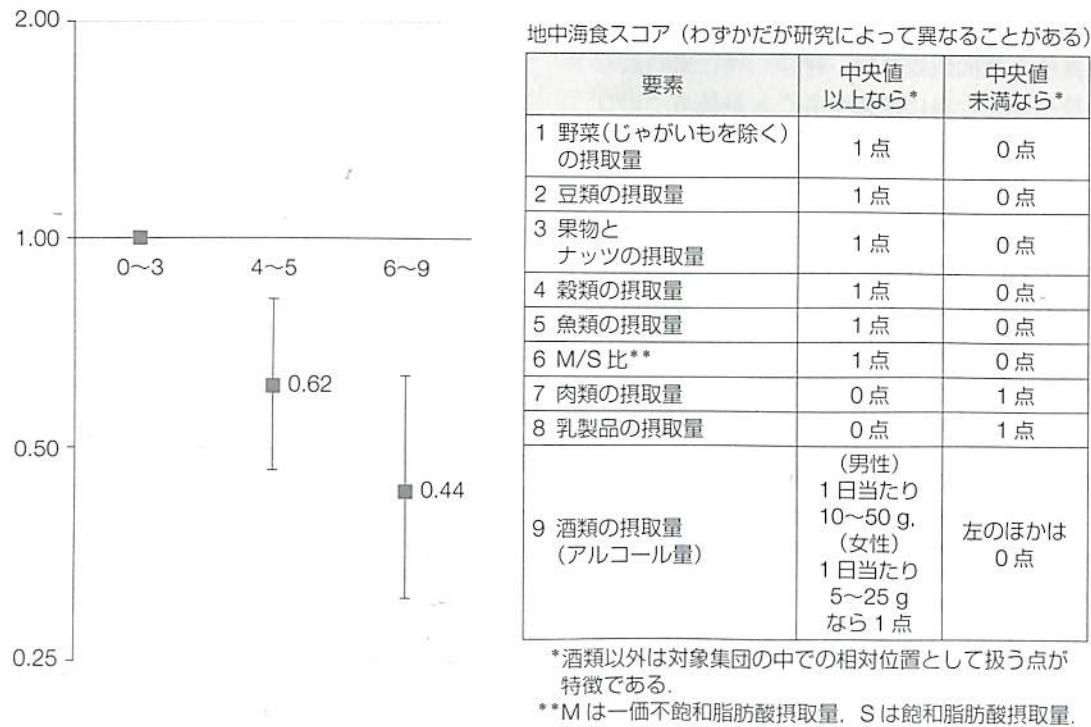 2.00
1.00
0.50
0.25
0～3
4～5
6～9
0.62
0.44
地中海食スコア（わずかだが研究によって異なることがある）
要素
中央値
以上なら*
中央値
未満なら*
1 野菜（じゃがいもを除く）
の摂取量
1点
0点
2 豆類の摂取量
1点
0点
3 果物と
ナッツの摂取量
1点
0点
4 穀類の摂取量
1点
0点
5 魚類の摂取量
1点
0点
6 M/S比**
1点
0点
7 肉類の摂取量
0点
1点
8 乳製品の摂取量
0点
1点
9 酒類の摂取量
（アルコール量）
（男性）
1日当たり
10～50 g,
（女性）
1日当たり
5～25 g
なら1点
左のほかは
0点
*酒類以外は対象集団の中での相対位置として扱う点が
特徴である.
**Mは一価不飽和脂肪酸摂取量，Sは飽和脂肪酸摂取量.